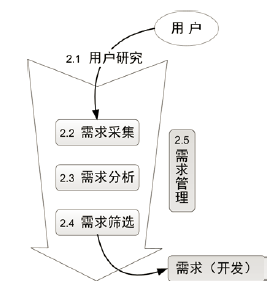 用户
2.1 用户研究
2.2 需求采集
2.3 需求分析
2.4 需求筛选
2.5
需求管理
需求（开发）